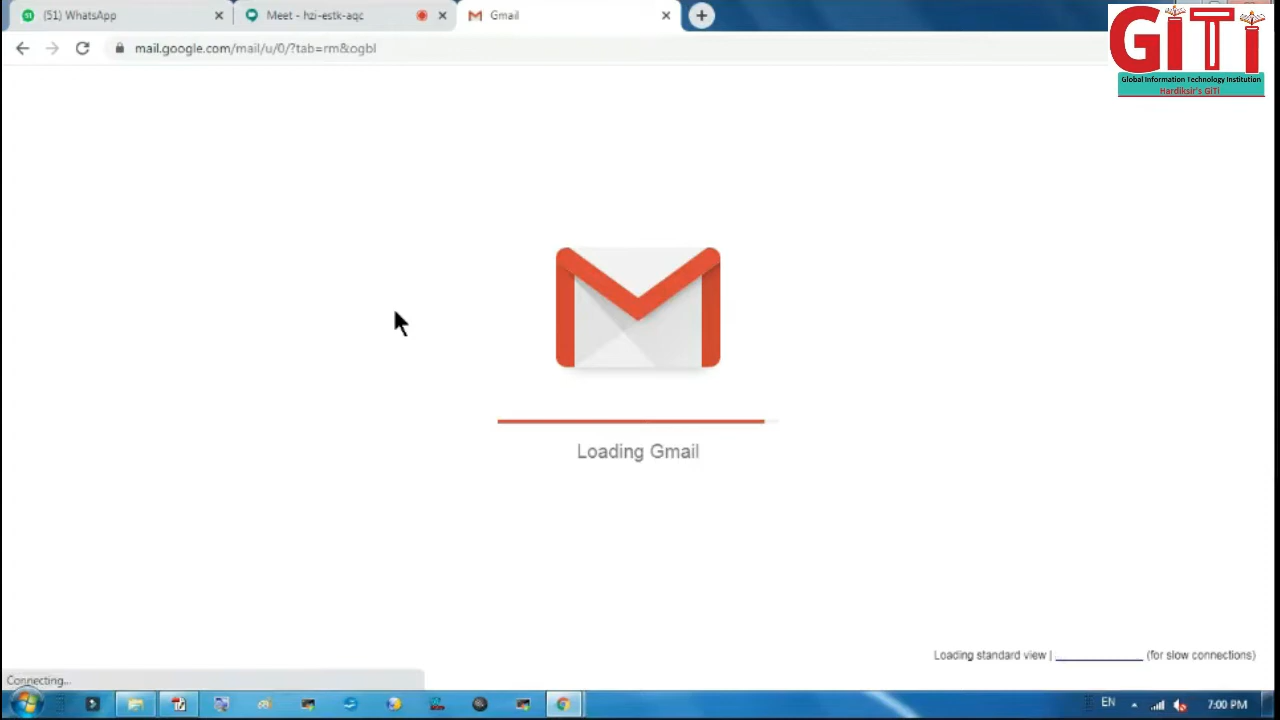 (51) WhatsApp
Meet - hzi-estk-aqc
Gmail
mail.google.com/mail/u/0/?tab=rm&ogbl
GiTi
Global Information Technology Institution
Hardiksir's GiTi
Loading Gmail
Loading standard view |
(for slow connections)
Connecting...
EN
7:00 PM